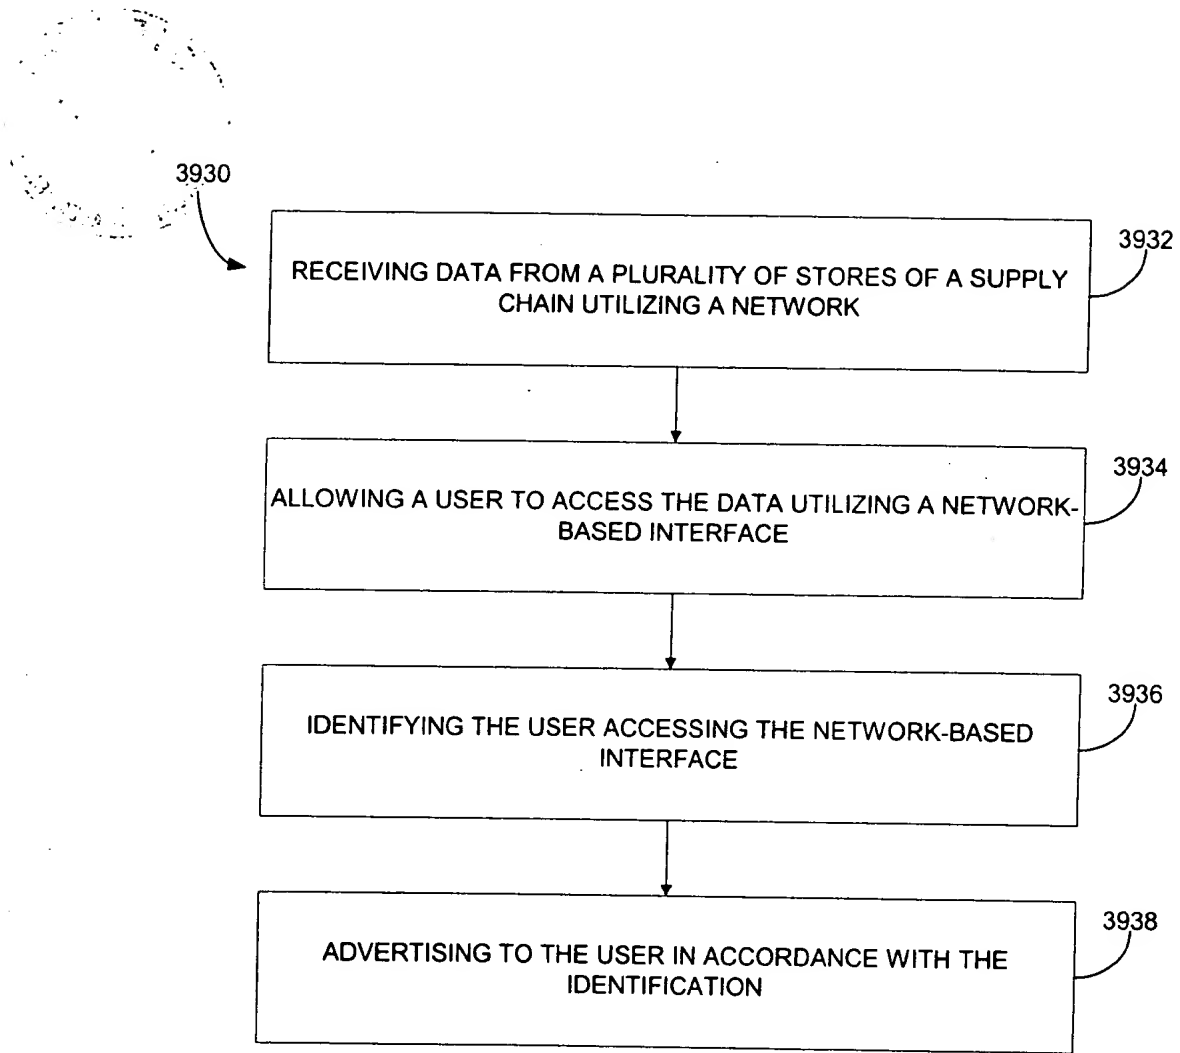 3930
3932
RECEIVING DATA FROM A PLURALITY OF STORES OF A SUPPLY
CHAIN UTILIZING A NETWORK
3934
ALLOWING A USER TO ACCESS THE DATA UTILIZING A NETWORK-
BASED INTERFACE
3936
IDENTIFYING THE USER ACCESSING THE NETWORK-BASED
INTERFACE
3938
ADVERTISING TO THE USER IN ACCORDANCE WITH THE
IDENTIFICATION